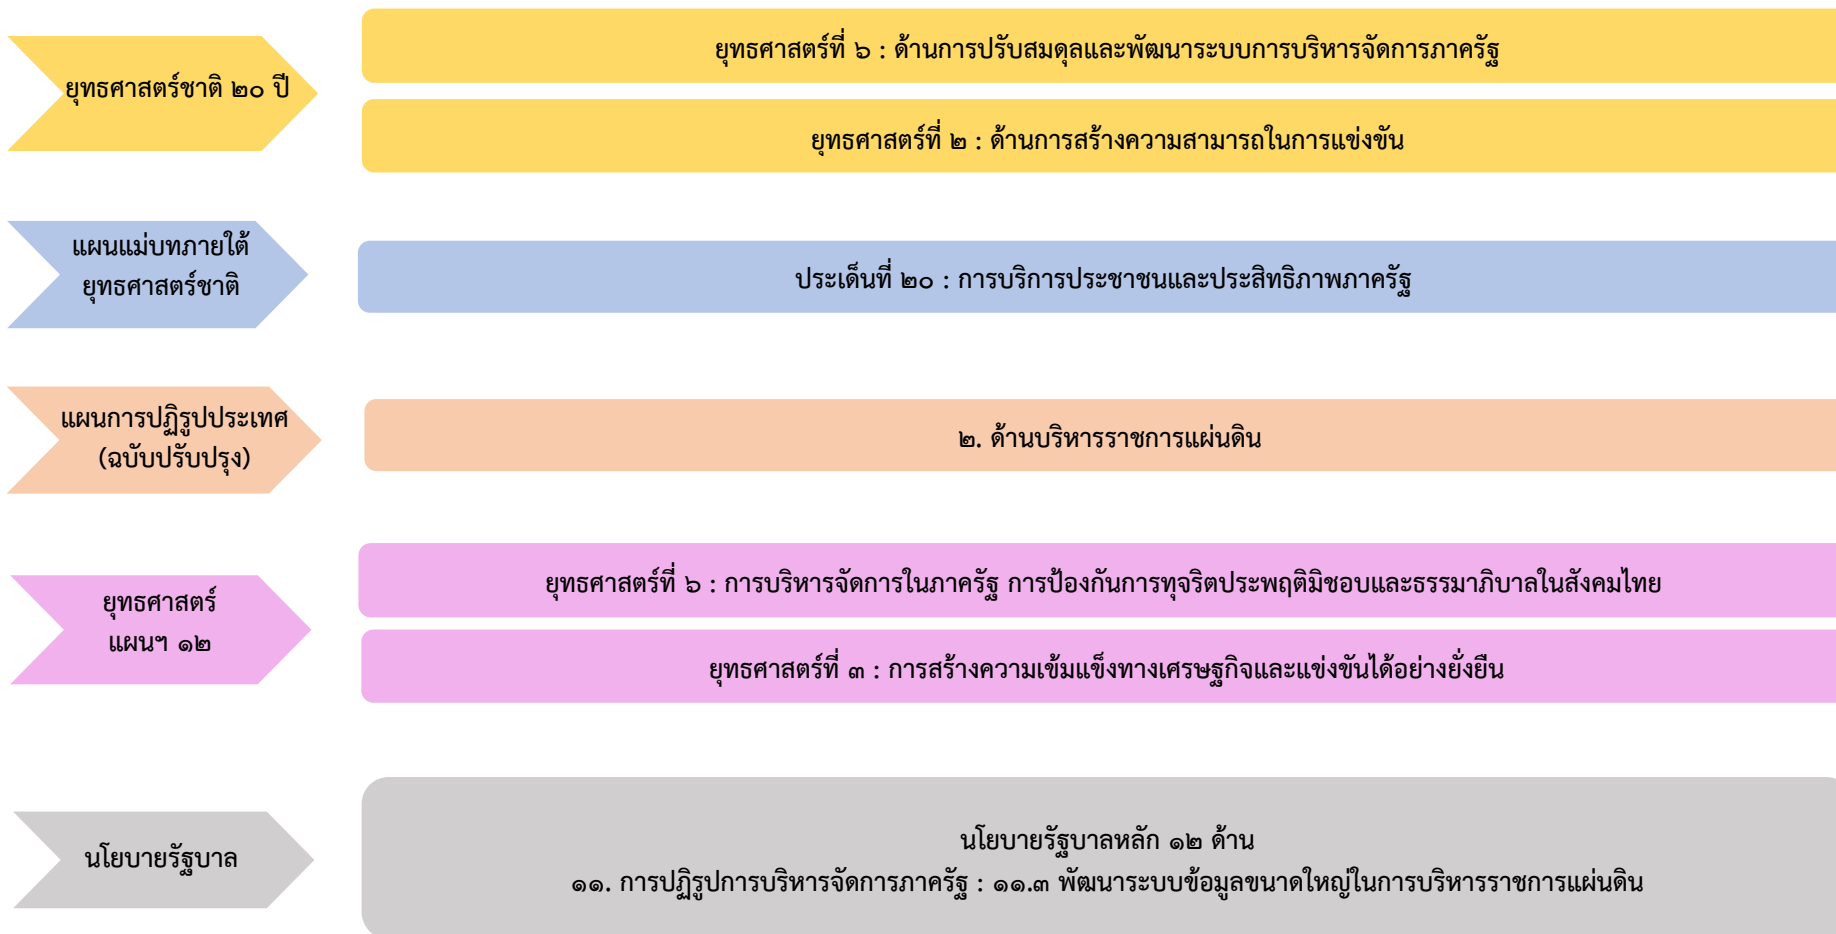 ยุทธศาสตร์ชาติ ๒๐ ปี
ยุทธศาสตร์ที่ ๖ : ด้านการปรับสมดุลและพัฒนาระบบการบริหารจัดการภาครัฐ
ยุทธศาสตร์ที่ ๒ : ด้านการสร้างความสามารถในการแข่งขัน
แผนแม่บทภายใต้
ยุทธศาสตร์ชาติ
ประเด็นที่ ๒๐ : การบริการประชาชนและประสิทธิภาพภาครัฐ
แผนการปฏิรูปประเทศ
(ฉบับปรับปรุง)
๒. ด้านบริหารราชการแผ่นดิน
ยุทธศาสตร์
แผนฯ ๑๒
ยุทธศาสตร์ที่ ๖ : การบริหารจัดการในภาครัฐ การป้องกันการทุจริตประพฤติมิชอบและธรรมาภิบาลในสังคมไทย
ยุทธศาสตร์ที่ ๓ : การสร้างความเข้มแข็งทางเศรษฐกิจและแข่งขันได้อย่างยั่งยืน
นโยบายรัฐบาล
นโยบายรัฐบาลหลัก ๑๒ ด้าน
๑๑. การปฏิรูปการบริหารจัดการภาครัฐ : ๑๑.๓ พัฒนาระบบข้อมูลขนาดใหญ่ในการบริหารราชการแผ่นดิน